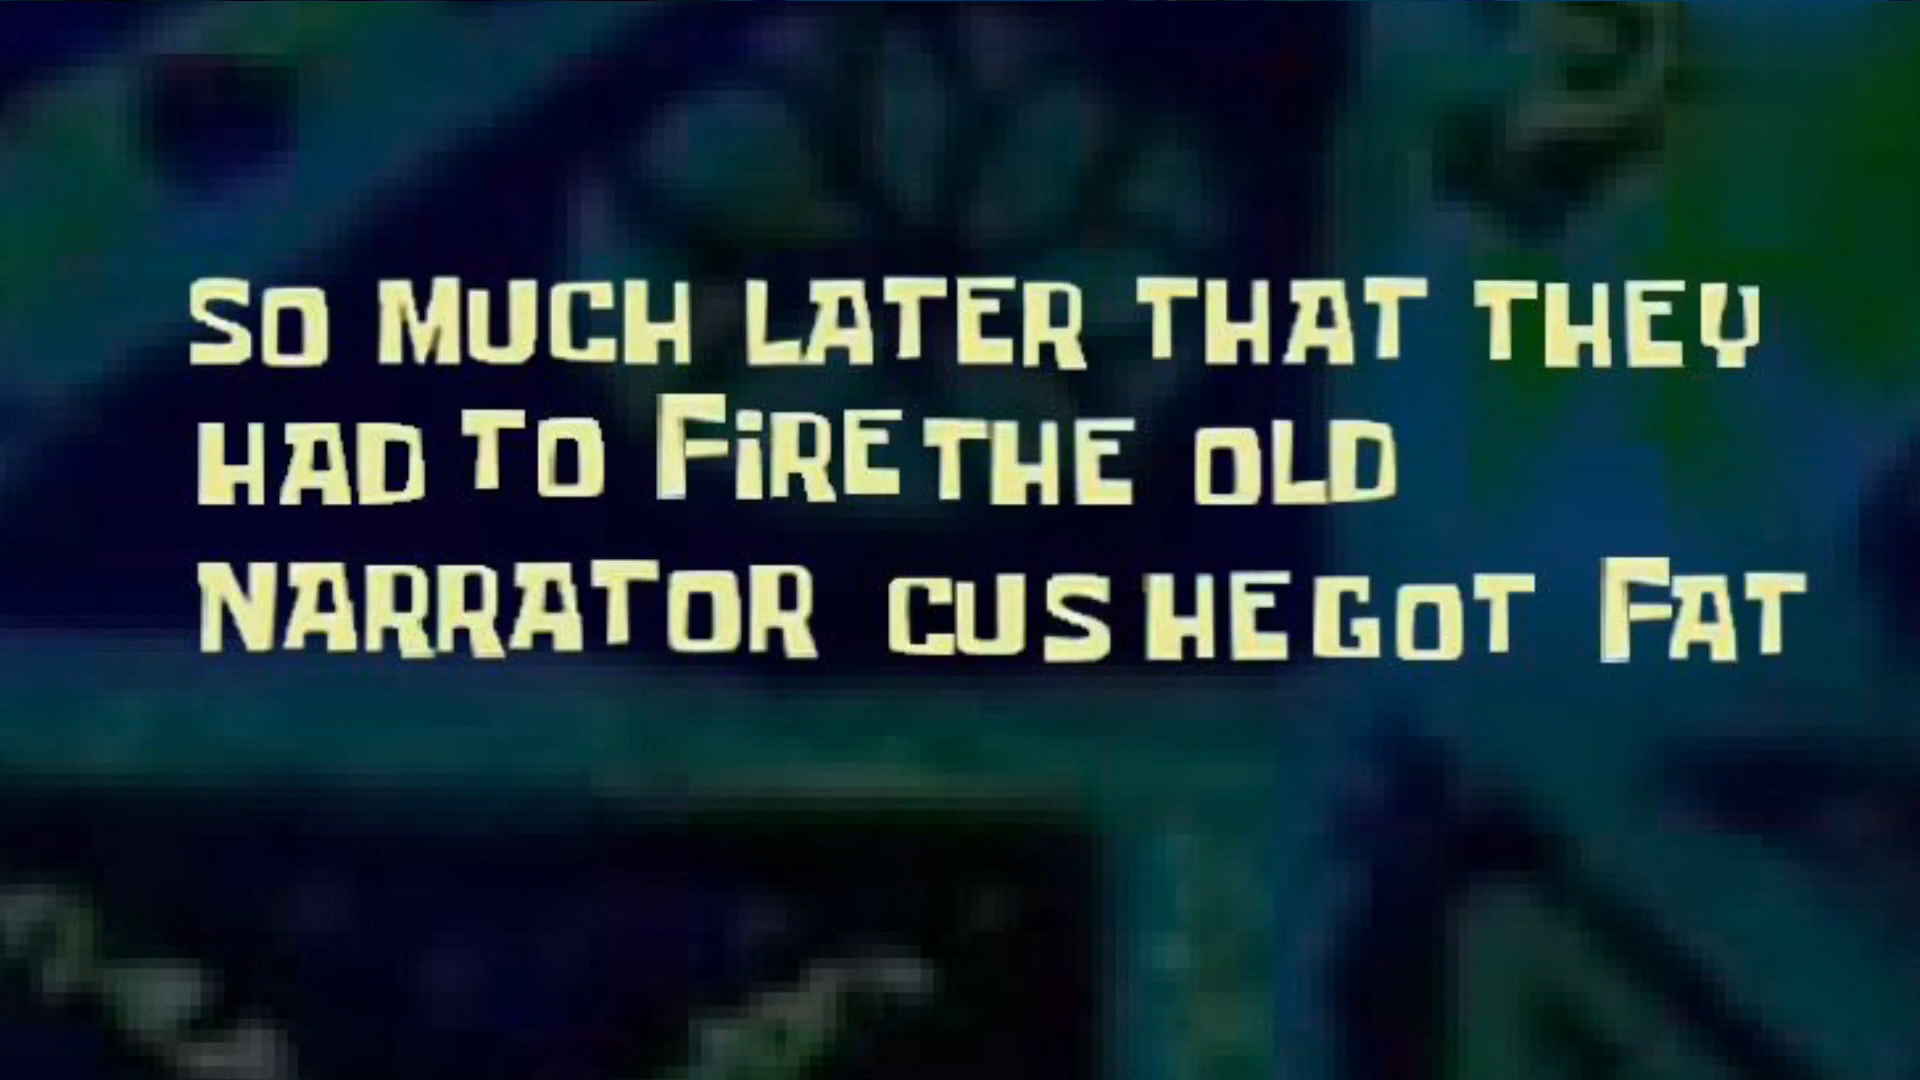 SO MUCH LATER THAT THEY
HAD TO FiRE THE OLD
NARRATOR CUS HE GOT FAT